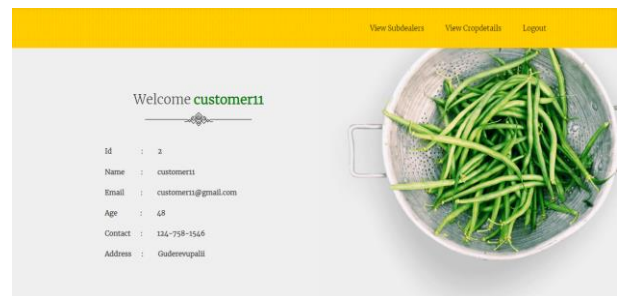 View Subdealers View Cropdetails Logout
Welcome customer11
Id : 2
Name : customer11
Email : customer11@gmail.com
Age : 48
Contact : 124-758-1546
Address : Guderevupalli